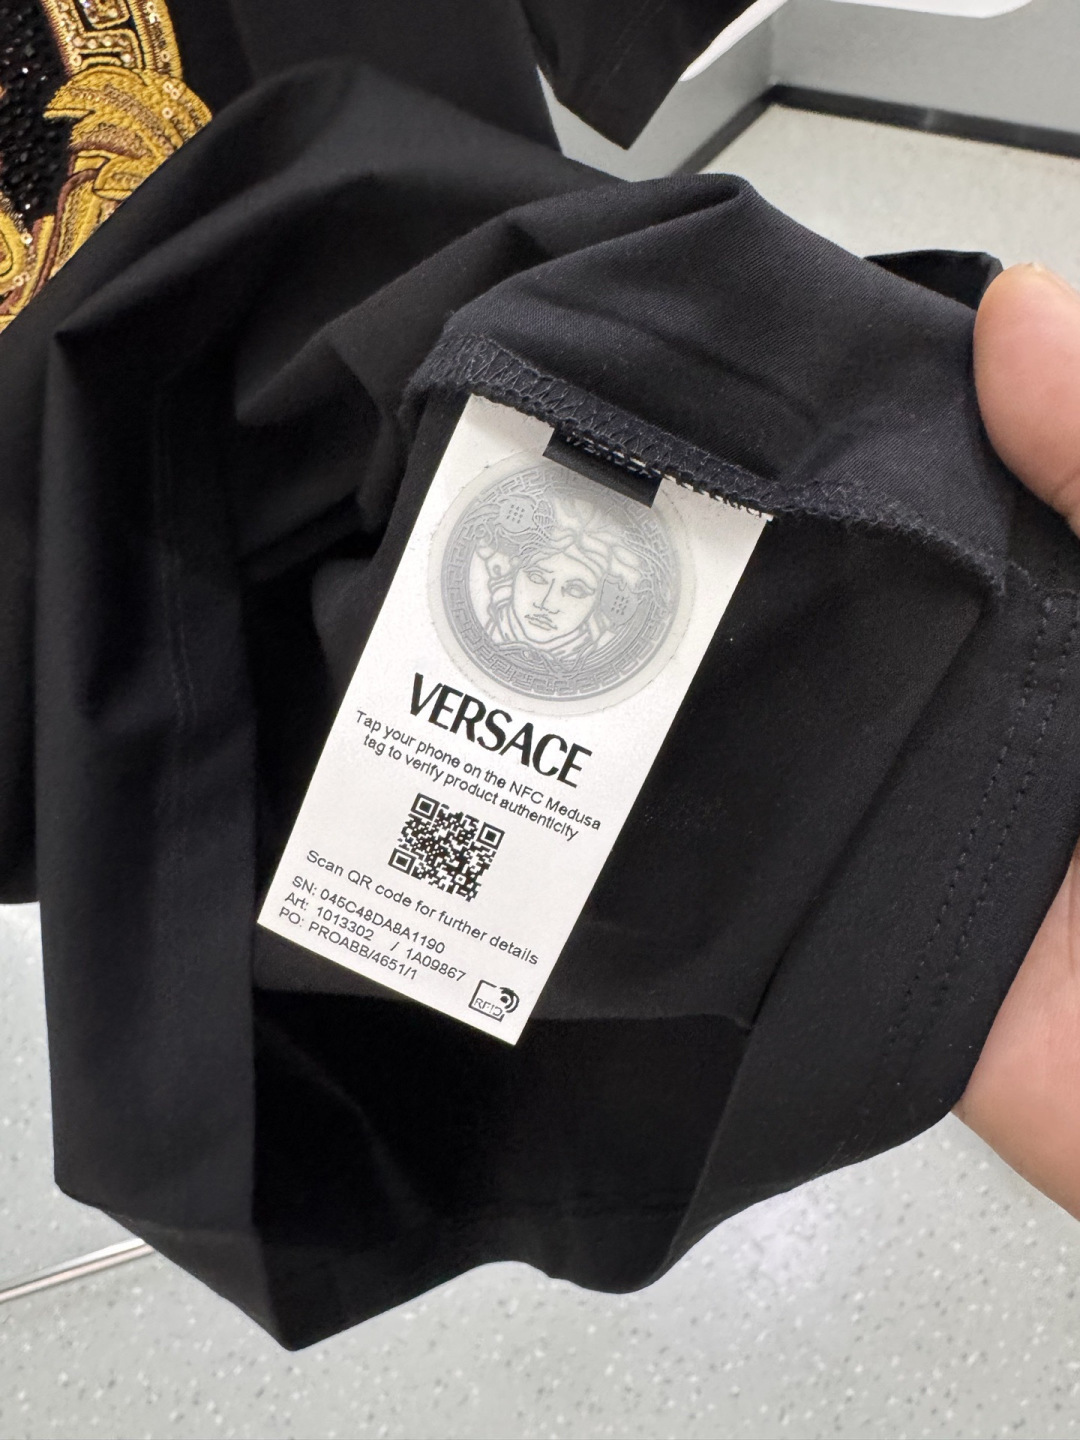 VERSACE
Tap your phone on the NFC Medusa
tag to verify product authenticity
Scan QR code for further details
SN: 045C48DA8A1190
Art: 1013302 / 1A09867
PO: PROABB/4651/1
RFID